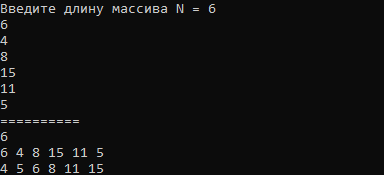 Введите длину массива N = 6
6
4
8
15
11
5
==========
6
6 4 8 15 11 5
4 5 6 8 11 15